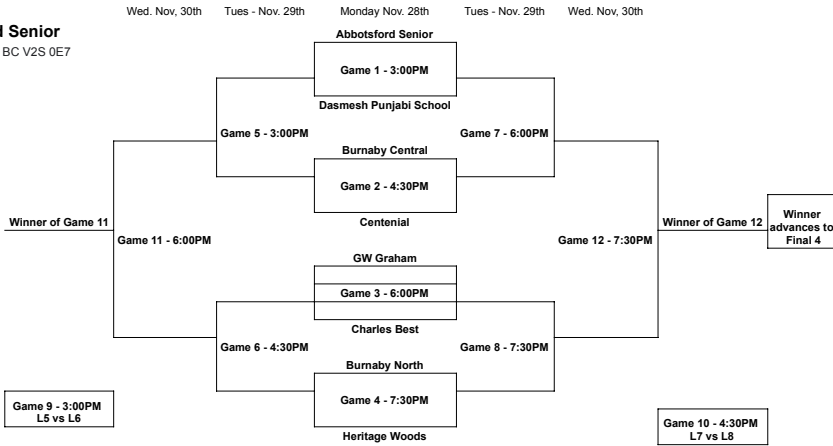 Wed. Nov, 30th Tues - Nov. 29th Monday Nov. 28th Tues - Nov. 29th Wed. Nov, 30th
d Senior
BC V2S 0E7
Abbotsford Senior
Game 1 - 3:00PM
Dasmesh Punjabi School
Game 5 - 3:00PM
Game 7 - 6:00PM
Burnaby Central
Game 2 - 4:30PM
Centenial
Winner of Game 11
Winner of Game 12
Winner
advances to
Final 4
Game 11 - 6:00PM
Game 12 - 7:30PM
GW Graham
Game 3 - 6:00PM
Charles Best
Game 6 - 4:30PM
Game 8 - 7:30PM
Burnaby North
Game 4 - 7:30PM
Heritage Woods
Game 9 - 3:00PM
L5 vs L6
Game 10 - 4:30PM
L7 vs L8